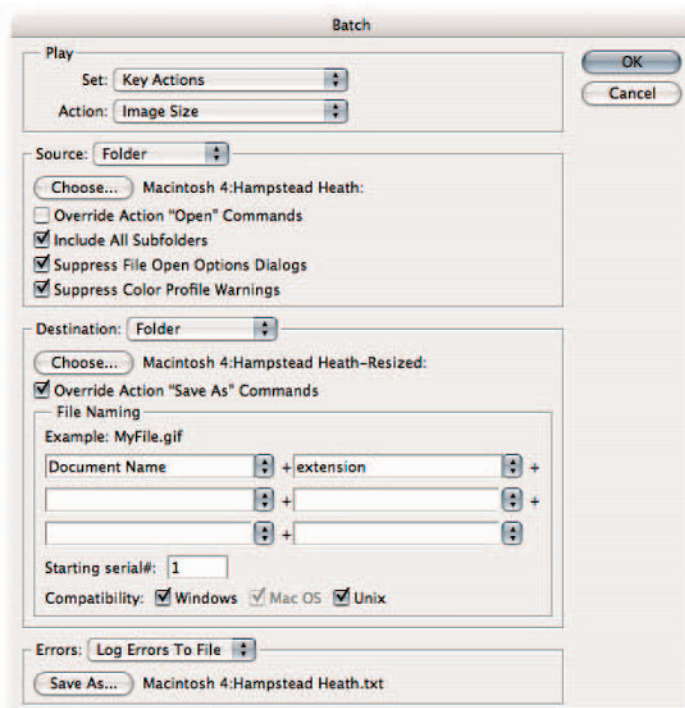 Batch
Play
OK
Set: Key Actions
Cancel
Action: Image Size
Source: Folder
Choose... Macintosh 4:Hampstead Heath:
Override Action "Open" Commands
Include All Subfolders
Suppress File Open Options Dialogs
Suppress Color Profile Warnings
Destination: Folder
Choose... Macintosh 4:Hampstead Heath-Resized:
Override Action "Save As" Commands
File Naming
Example: MyFile.gif
Document Name + extension +
+ +
+
Starting serial#: 1
Compatibility: Windows Mac OS Unix
Errors: Log Errors To File
Save As... Macintosh 4:Hampstead Heath.txt